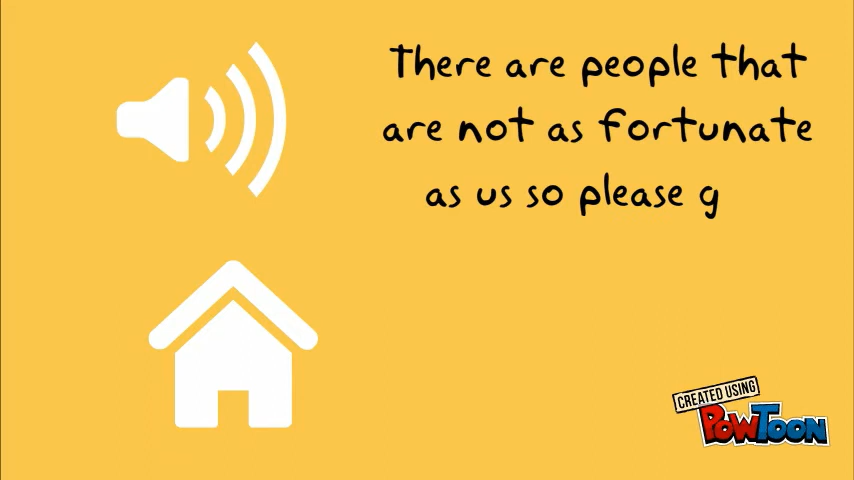 There are people that
are not as fortunate
as us so please g
CREATED USING
POWTOON